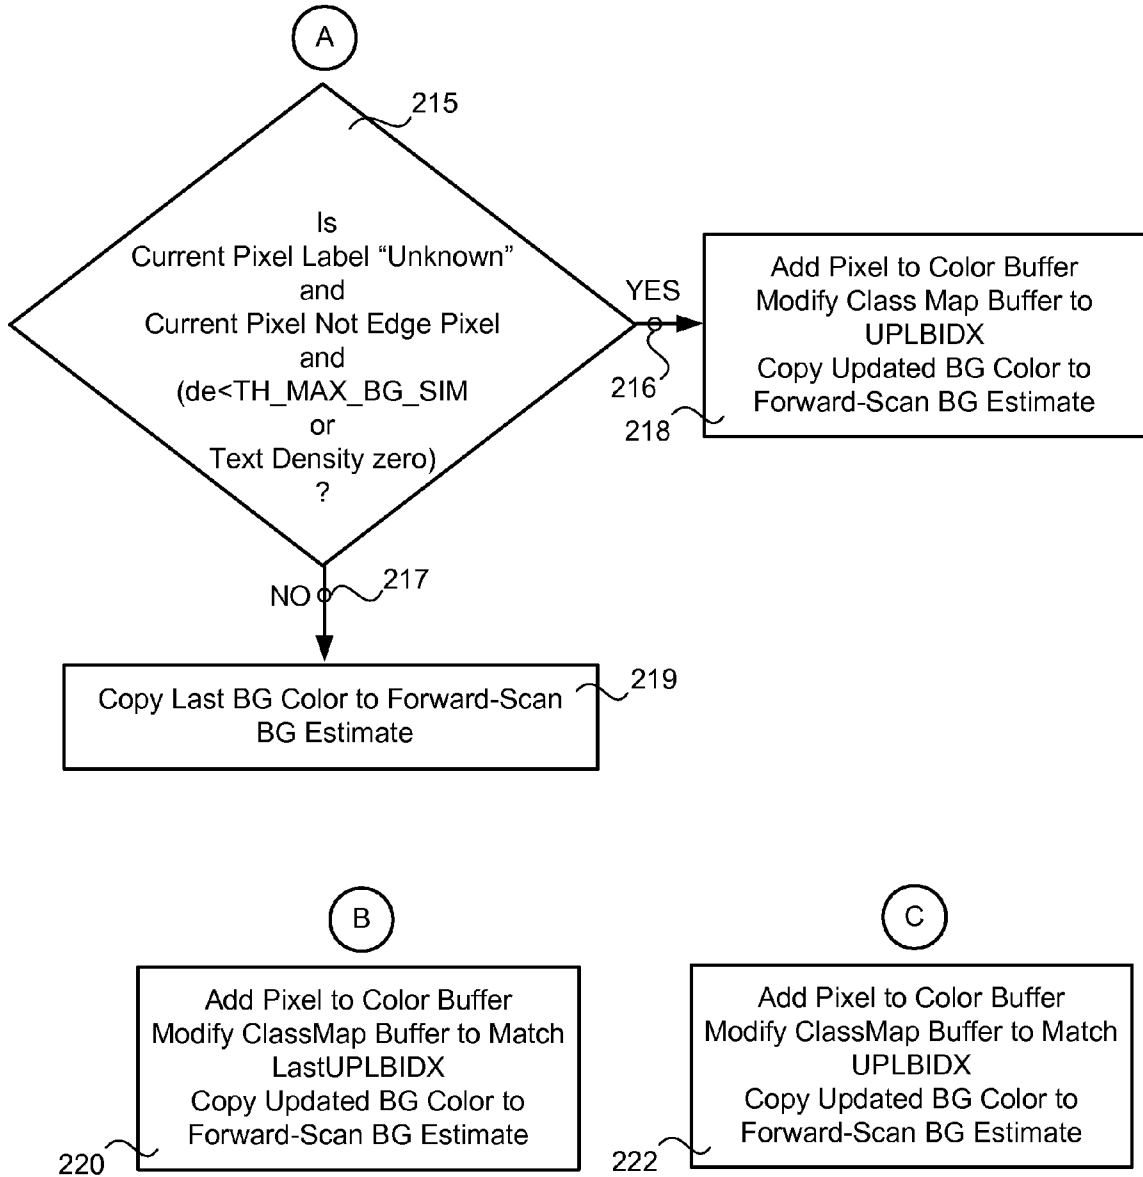 A
215
Is
Current Pixel Label “Unknown”
and
Current Pixel Not Edge Pixel
and
(de<TH_MAX_BG_SIM
or
Text Density zero)
?
YES
216
Add Pixel to Color Buffer
Modify Class Map Buffer to
UPLBIDX
Copy Updated BG Color to
Forward-Scan BG Estimate
218
NO
217
Copy Last BG Color to Forward-Scan
BG Estimate
219
B
Add Pixel to Color Buffer
Modify ClassMap Buffer to Match
LastUPLBIDX
Copy Updated BG Color to
Forward-Scan BG Estimate
220
C
Add Pixel to Color Buffer
Modify ClassMap Buffer to Match
UPLBIDX
Copy Updated BG Color to
Forward-Scan BG Estimate
222